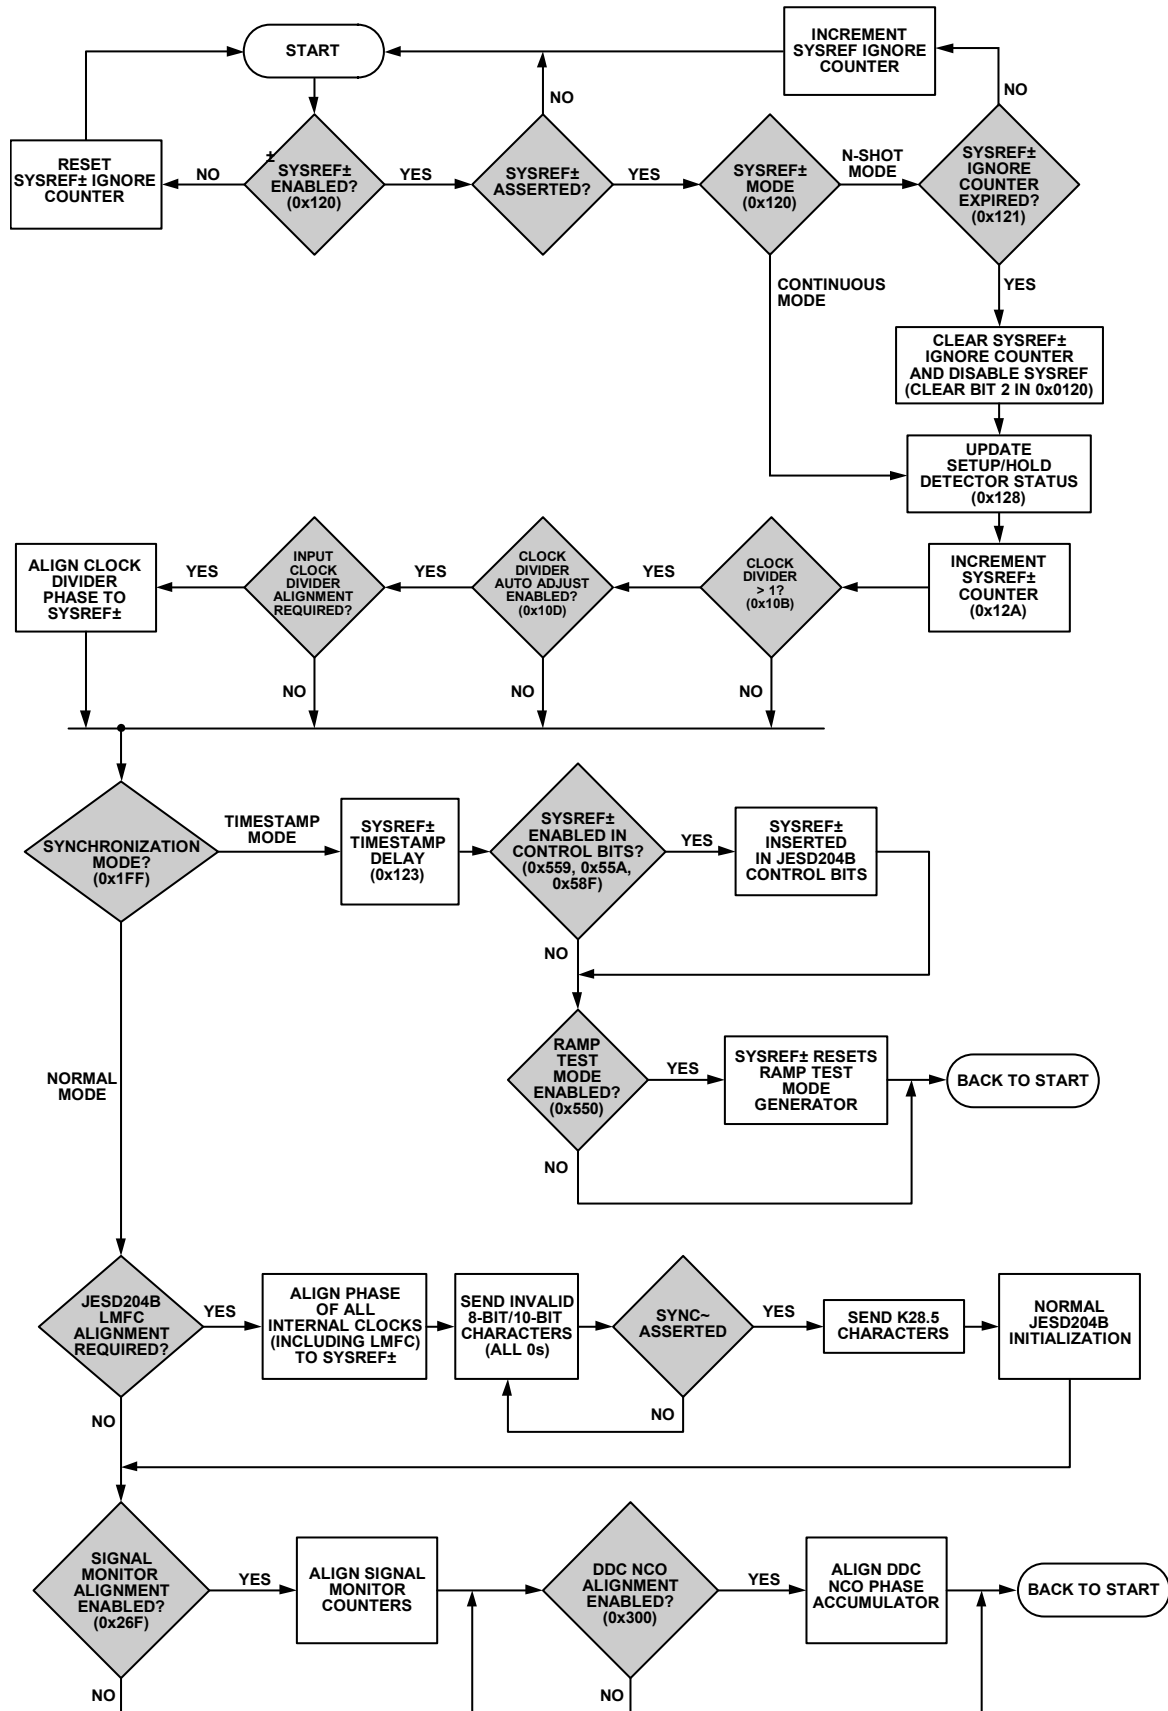 START
INCREMENT
SYSREF IGNORE
COUNTER
NO
NO
RESET
SYSREF± IGNORE
COUNTER
NO
±
SYSREF±
ENABLED?
(0x120)
YES
SYSREF±
ASSERTED?
YES
SYSREF±
MODE
(0x120)
N-SHOT
MODE
SYSREF±
IGNORE
COUNTER
EXPIRED?
(0x121)
CONTINUOUS
MODE
YES
CLEAR SYSREF±
IGNORE COUNTER
AND DISABLE SYSREF
(CLEAR BIT 2 IN 0x0120)
UPDATE
SETUP/HOLD
DETECTOR STATUS
(0x128)
ALIGN CLOCK
DIVIDER
PHASE TO
SYSREF±
YES
INPUT
CLOCK
DIVIDER
ALIGNMENT
REQUIRED?
YES
CLOCK
DIVIDER
AUTO ADJUST
ENABLED?
(0x10D)
YES
CLOCK
DIVIDER
> 1?
(0x10B)
INCREMENT
SYSREF±
COUNTER
(0x12A)
NO
NO
NO
SYNCHRONIZATION
MODE?
(0x1FF)
TIMESTAMP
MODE
SYSREF±
TIMESTAMP
DELAY
(0x123)
SYSREF±
ENABLED IN
CONTROL BITS?
(0x559, 0x55A,
0x58F)
YES
SYSREF±
INSERTED
IN JESD204B
CONTROL BITS
NO
NORMAL
MODE
RAMP
TEST
MODE
ENABLED?
(0x550)
YES
SYSREF± RESETS
RAMP TEST
MODE
GENERATOR
BACK TO START
NO
JESD204B
LMFC
ALIGNMENT
REQUIRED?
YES
ALIGN PHASE
OF ALL
INTERNAL CLOCKS
(INCLUDING LMFC)
TO SYSREF±
SEND INVALID
8-BIT/10-BIT
CHARACTERS
(ALL 0s)
SYNC~
ASSERTED
YES
SEND K28.5
CHARACTERS
NORMAL
JESD204B
INITIALIZATION
NO
NO
SIGNAL
MONITOR
ALIGNMENT
ENABLED?
(0x26F)
YES
ALIGN SIGNAL
MONITOR
COUNTERS
DDC NCO
ALIGNMENT
ENABLED?
(0x300)
YES
ALIGN DDC
NCO PHASE
ACCUMULATOR
BACK TO START
NO
NO